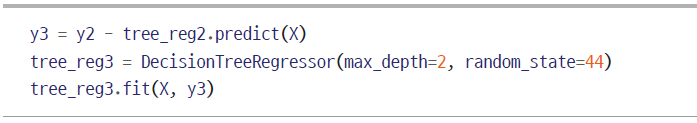 y3 = y2 - tree_reg2.predict(X)
tree_reg3 = DecisionTreeRegressor(max_depth=2, random_state=44)
tree_reg3.fit(X, y3)